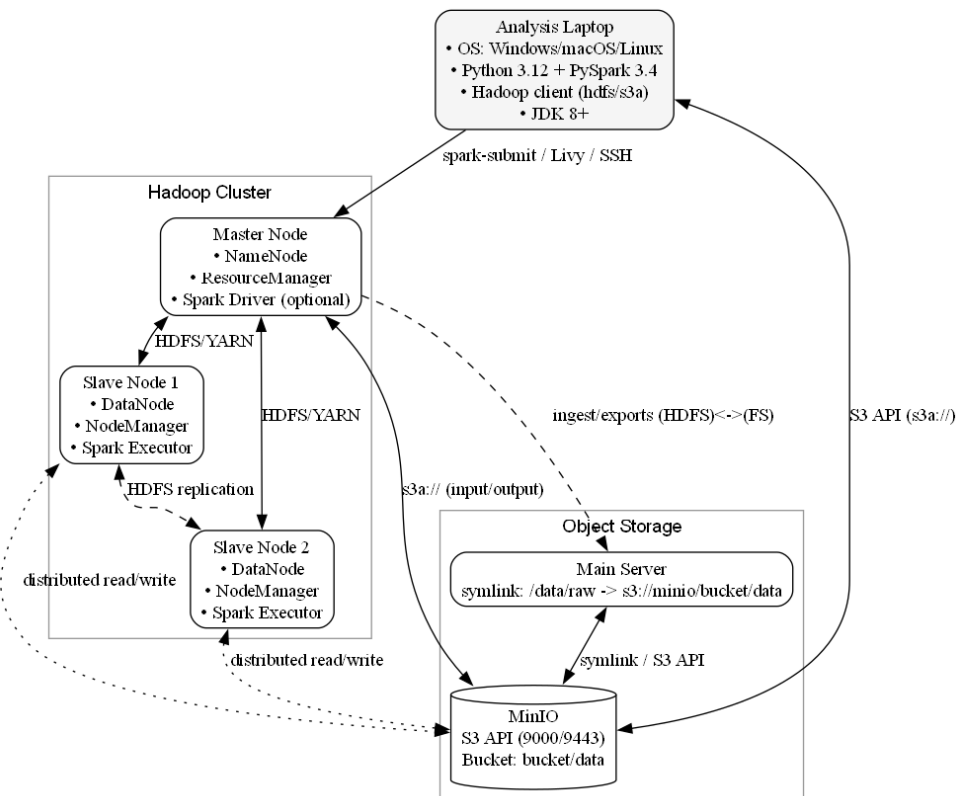 Analysis Laptop
• OS: Windows/macOS/Linux
• Python 3.12 + PySpark 3.4
• Hadoop client (hdfs/s3a)
• JDK 8+
spark-submit / Livy / SSH
Hadoop Cluster
Master Node
• NameNode
• ResourceManager
• Spark Driver (optional)
HDFS/YARN
Slave Node 1
• DataNode
• NodeManager
• Spark Executor
HDFS/YARN
ingest/exports (HDFS)<->(FS)
S3 API (s3a://)
HDFS replication
s3a:// (input/output)
Object Storage
Slave Node 2
• DataNode
• NodeManager
• Spark Executor
distributed read/write
Main Server
symlink: /data/raw -> s3://minio/bucket/data
distributed read/write
symlink / S3 API
MinIO
S3 API (9000/9443)
Bucket: bucket/data